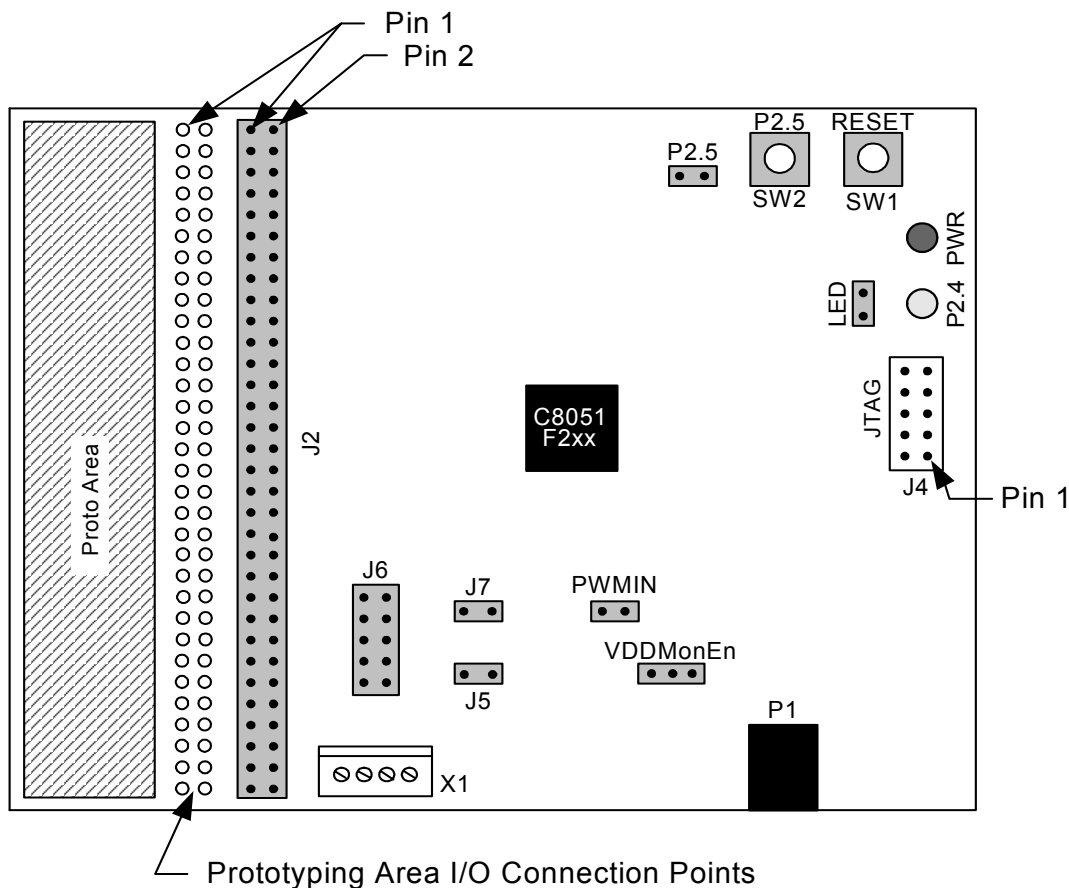 Pin 1
Pin 2
P2.5
RESET
P2.5
SW2
SW1
PWR
LED
P2.4
JTAG
C8051
F2xx
J2
J4
Pin 1
Proto Area
J6
J7
PWMIN
VDDMonEn
J5
P1
X1
Prototyping Area I/O Connection Points